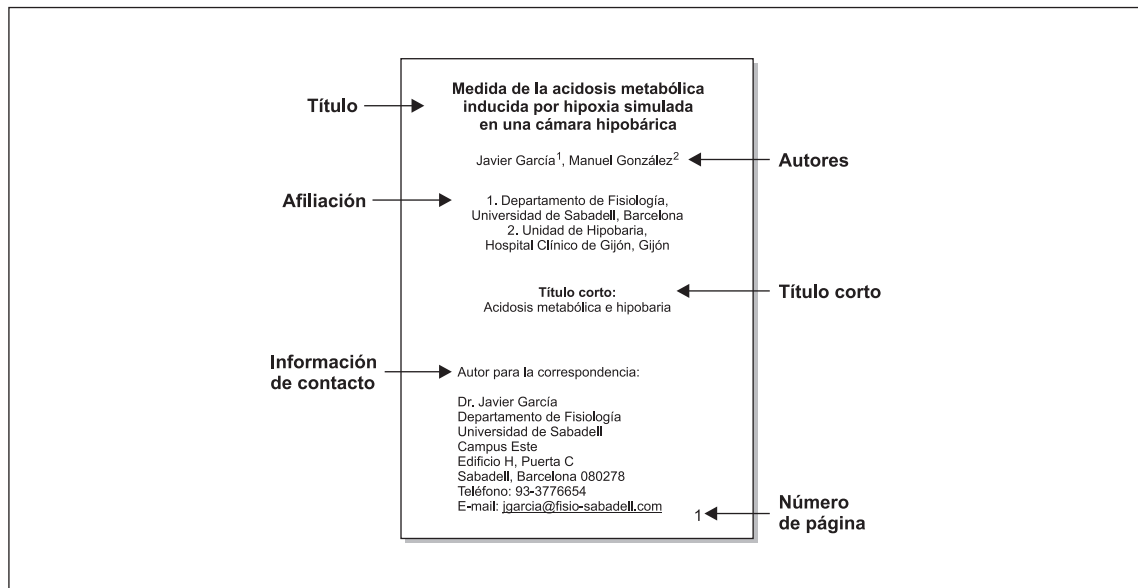 Título
Medida de la acidosis metabólica
inducida por hipoxia simulada
en una cámara hipobárica
Javier García¹, Manuel González²
Autores
Afiliación
1. Departamento de Fisiología,
Universidad de Sabadell, Barcelona
2. Unidad de Hipobaria,
Hospital Clínico de Gijón, Gijón
Título corto:
Acidosis metabólica e hipobaria
Título corto
Información
de contacto
Autor para la correspondencia:
Dr. Javier García
Departamento de Fisiología
Universidad de Sabadell
Campus Este
Edificio H, Puerta C
Sabadell, Barcelona 080278
Teléfono: 93-3776654
E-mail: jgarcia@fisio-sabadell.com
1
Número
de página